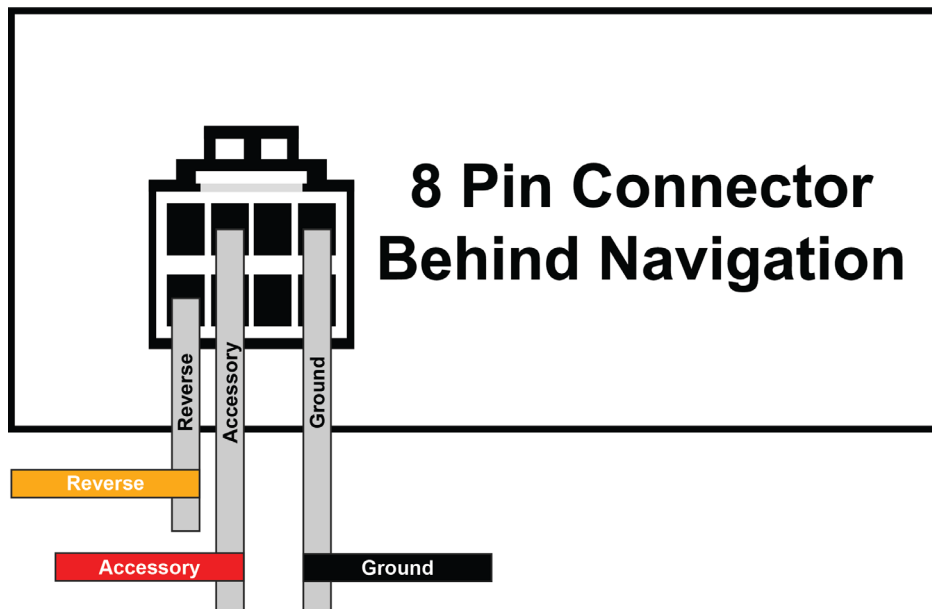 8 Pin Connector
Behind Navigation
Reverse
Accessory
Ground
Reverse
Accessory
Ground